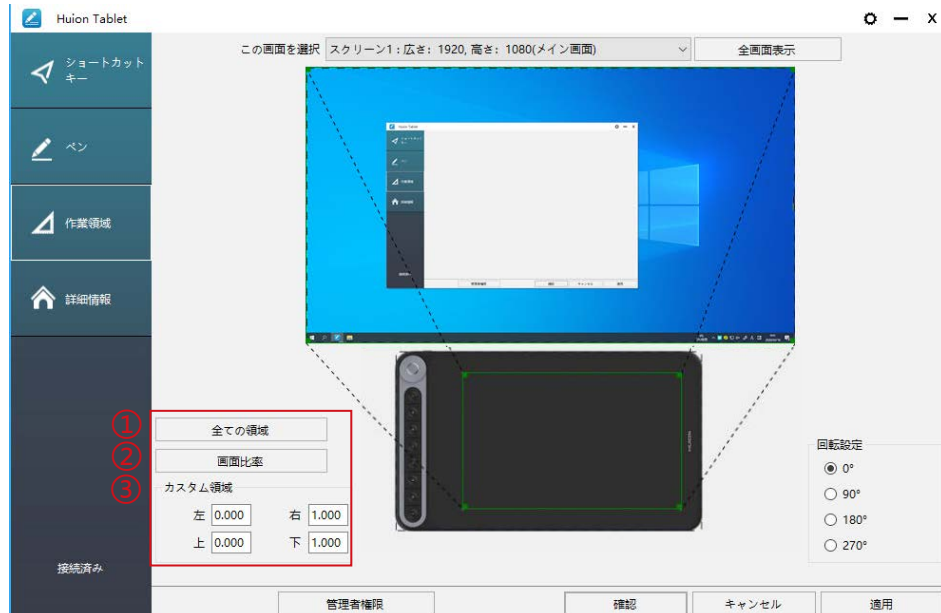 Huion Tablet
この画面を選択 スクリーン1：広さ: 1920, 高さ: 1080(メイン画面) 全画面表示
ショートカット
キー
ペン
作業領域
詳細情報
接続済み
① 全ての領域
② 画面比率
③ カスタム領域
左 0.000 右 1.000
上 0.000 下 1.000
回転設定
0°
90°
180°
270°
管理者権限 確認 キャンセル 適用